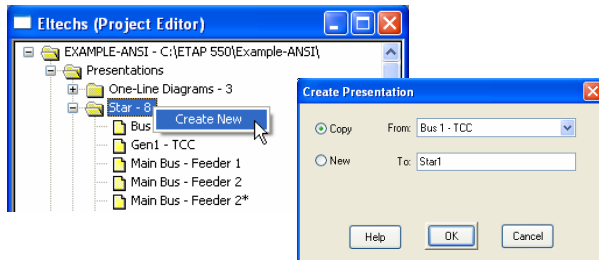 Eltechs (Project Editor)
EXAMPLE-ANSI - C:\ETAP 550\Example-ANSI\
Presentations
One-Line Diagrams - 3
Star - 8
Create New
Bus
Gen1 - TCC
Main Bus - Feeder 1
Main Bus - Feeder 2
Main Bus - Feeder 2*
Create Presentation
Copy From: Bus 1 - TCC
New To: Star1
Help OK Cancel